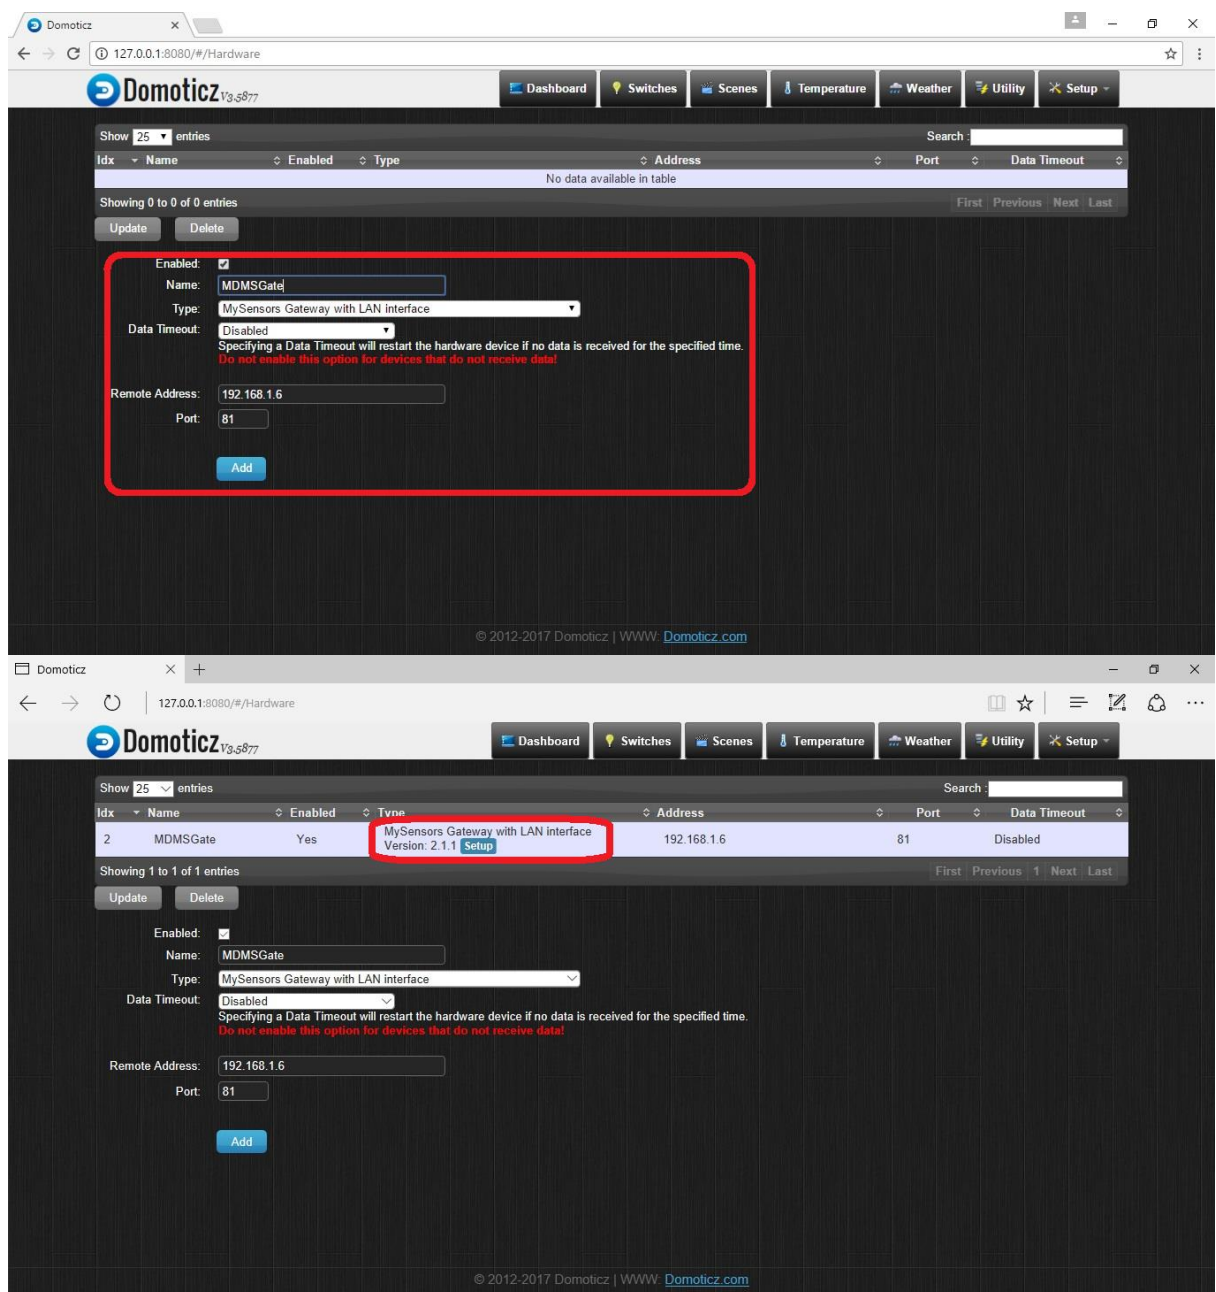 Domoticz
127.0.0.1:8080/#/Hardware
Domoticz V3.5877
Dashboard Switches Scenes Temperature Weather Utility Setup
Show 25 entries Search :
Idx Name Enabled Type Address Port Data Timeout
No data available in table
Showing 0 to 0 of 0 entries First Previous Next Last
Update Delete
Enabled:
Name: MDMSGate
Type: MySensors Gateway with LAN interface
Data Timeout: Disabled
Specifying a Data Timeout will restart the hardware device if no data is received for the specified time.
Do not enable this option for devices that do not receive data!
Remote Address: 192.168.1.6
Port: 81
Add
© 2012-2017 Domoticz | WWW: Domoticz.com
Domoticz
127.0.0.1:8080/#/Hardware
Domoticz V3.5877
Dashboard Switches Scenes Temperature Weather Utility Setup
Show 25 entries Search :
Idx Name Enabled Type Address Port Data Timeout
2 MDMSGate Yes MySensors Gateway with LAN interface 192.168.1.6 81 Disabled
Version: 2.1.1 Setup
Showing 1 to 1 of 1 entries First Previous 1 Next Last
Update Delete
Enabled:
Name: MDMSGate
Type: MySensors Gateway with LAN interface
Data Timeout: Disabled
Specifying a Data Timeout will restart the hardware device if no data is received for the specified time.
Do not enable this option for devices that do not receive data!
Remote Address: 192.168.1.6
Port: 81
Add
© 2012-2017 Domoticz | WWW: Domoticz.com